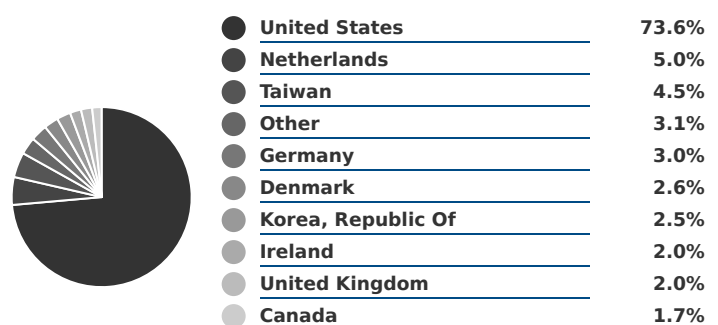 United States 73.6%
Netherlands 5.0%
Taiwan 4.5%
Other 3.1%
Germany 3.0%
Denmark 2.6%
Korea, Republic Of 2.5%
Ireland 2.0%
United Kingdom 2.0%
Canada 1.7%